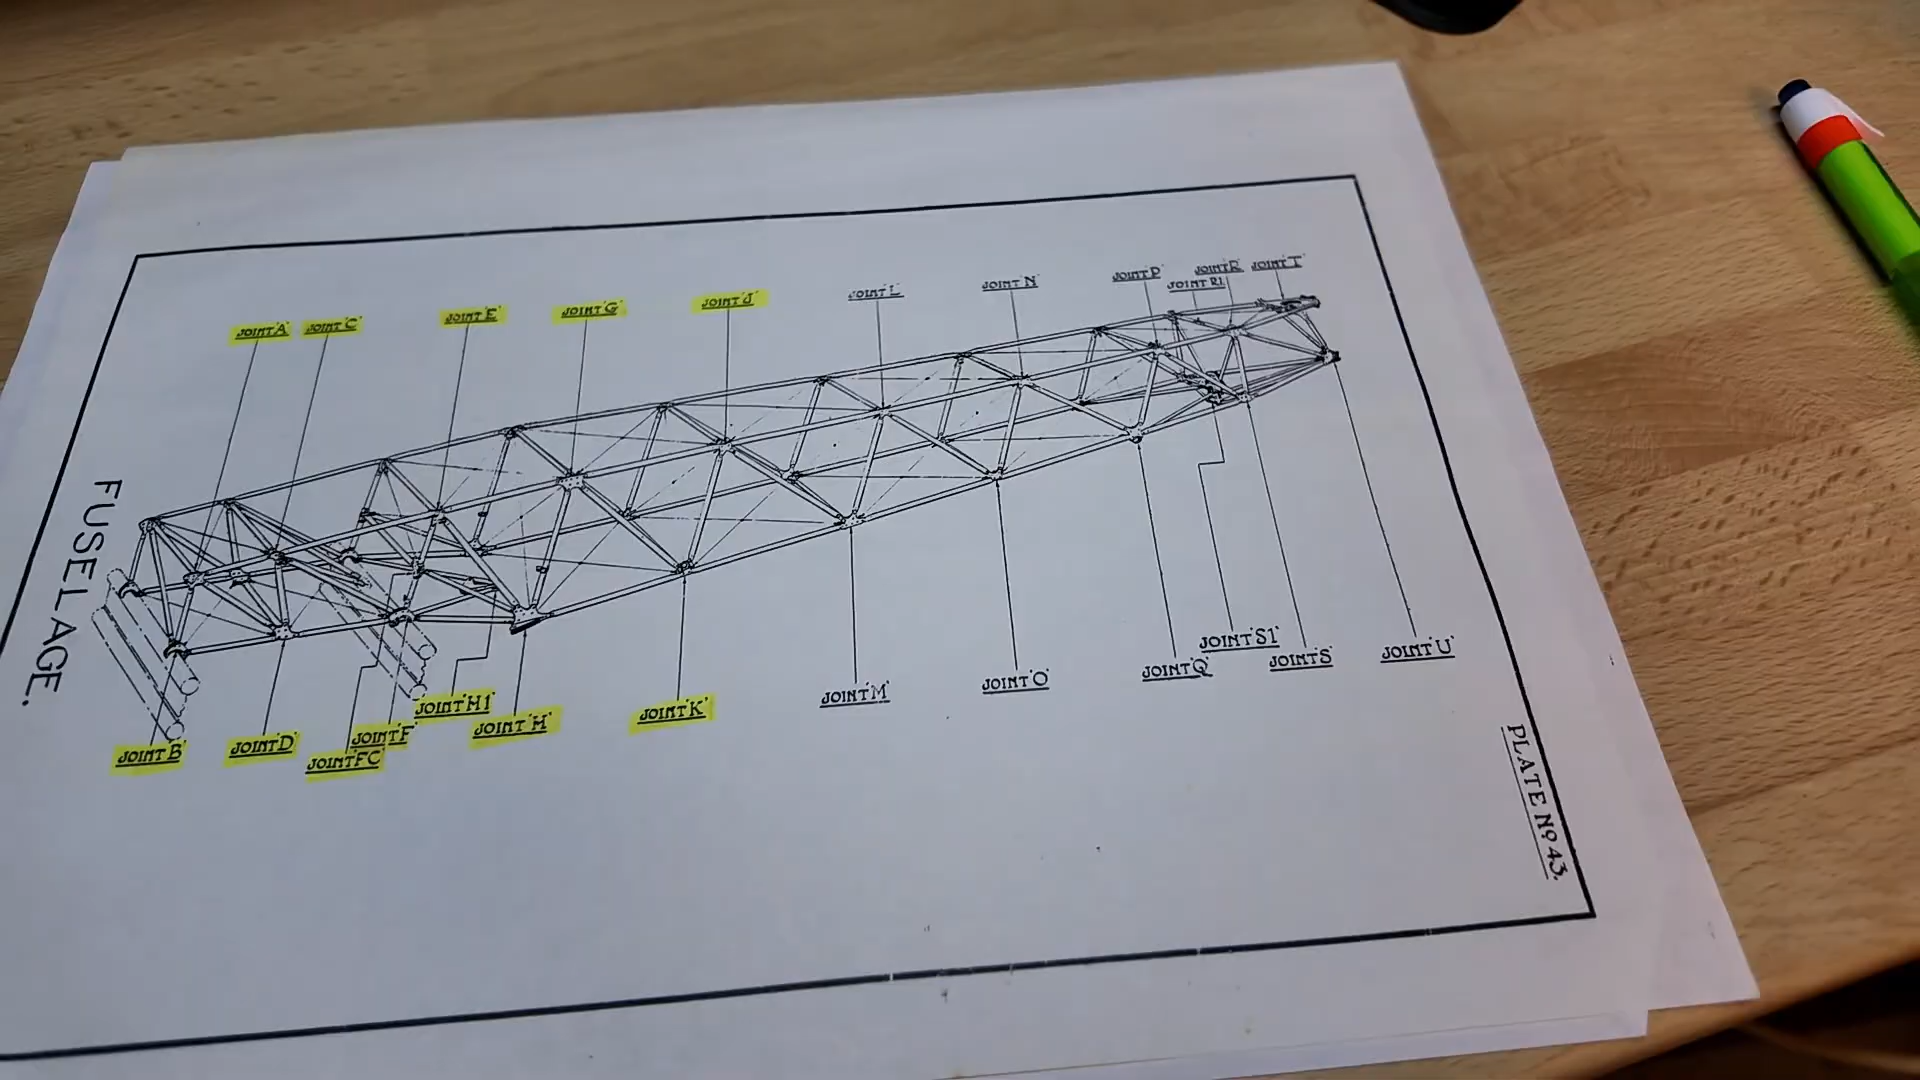 JOINT 'A'
JOINT 'C'
JOINT 'E'
JOINT 'G'
JOINT 'J'
JOINT 'L'
JOINT 'N'
JOINT 'P'
JOINT R1
JOINT 'R'
JOINT 'T'
FUSELAGE.
JOINT 'B'
JOINT 'D'
JOINT 'FC'
JOINT 'F'
JOINT 'H1'
JOINT 'H'
JOINT 'K'
JOINT 'M'
JOINT 'O'
JOINT 'Q'
JOINT 'S1'
JOINT 'S'
JOINT 'U'
PLATE Nº 43.